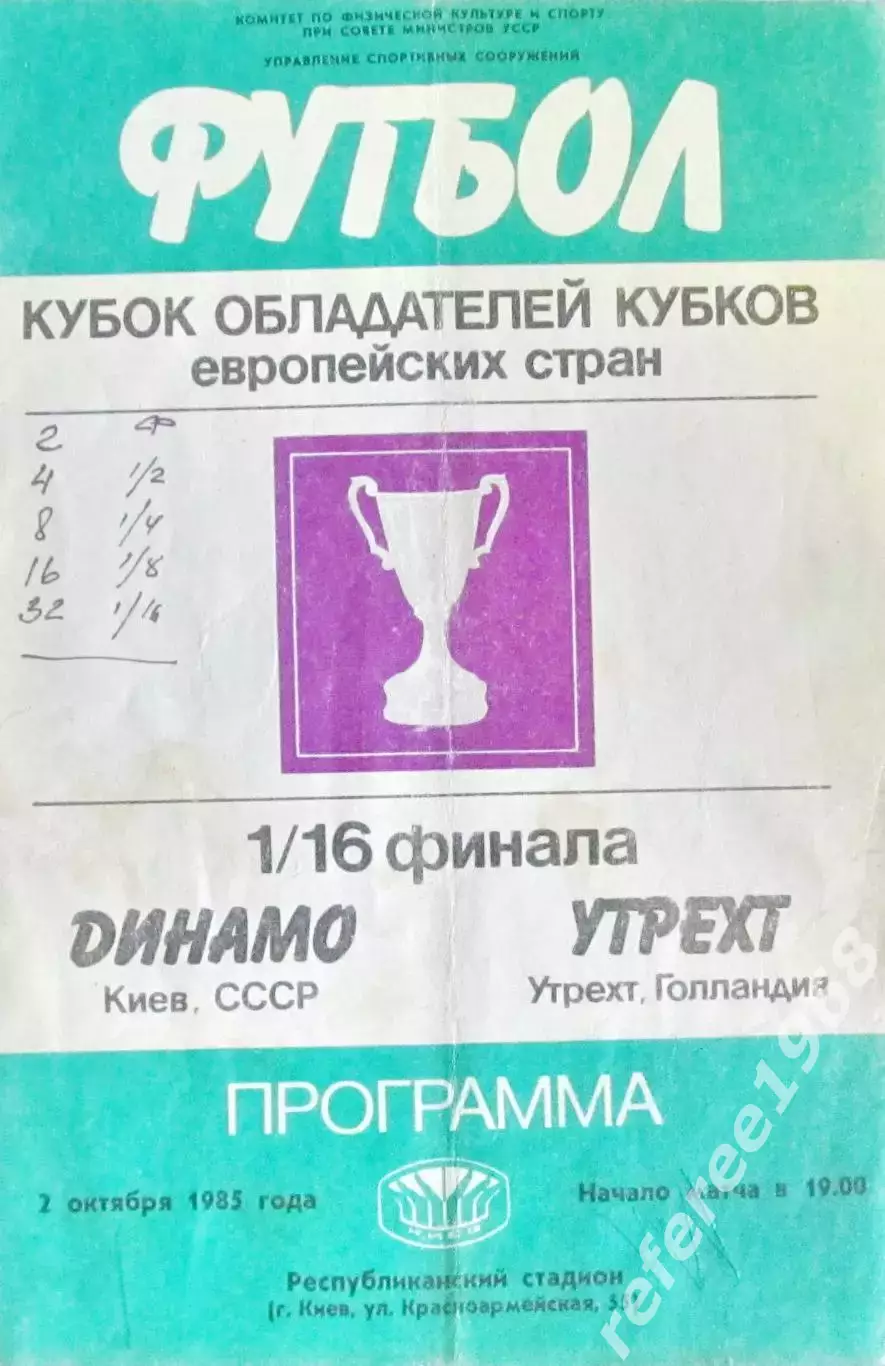 КОМИТЕТ ПО ФИЗИЧЕСКОЙ КУЛЬТУРЕ И СПОРТУ
ПРИ СОВЕТЕ МИНИСТРОВ УССР
УПРАВЛЕНИЕ СПОРТИВНЫХ СООРУЖЕНИЙ
ФУТБОЛ
КУБОК ОБЛАДАТЕЛЕЙ КУБКОВ
европейских стран
2 Ф
4 1/2
8 1/4
16 1/8
32 1/16
1/16 финала
ДИНАМО УТРЕХТ
Киев, СССР Утрехт, Голландия
ПРОГРАММА
2 октября 1985 года Начало матча в 19.00
Республиканский стадион
(г. Киев, ул. Красноармейская, 55)
referee1968